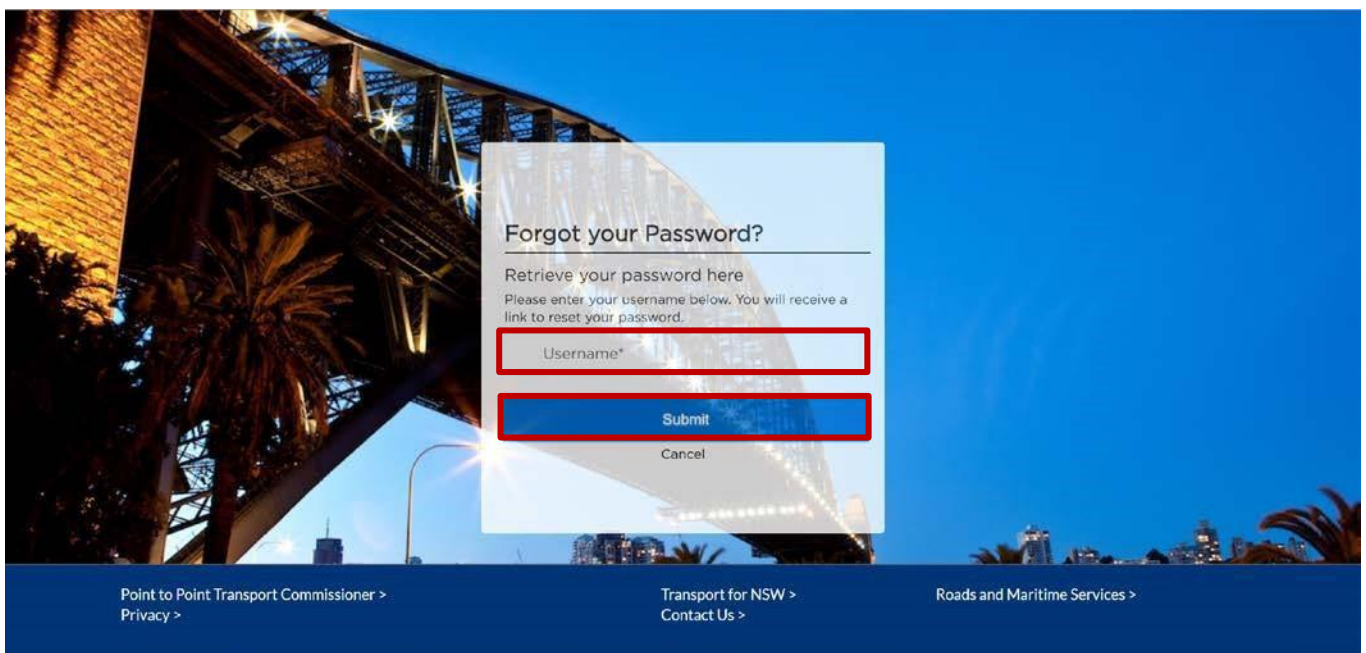 Forgot your Password?
Retrieve your password here
Please enter your username below. You will receive a
link to reset your password.
Username*
Submit
Cancel
Point to Point Transport Commissioner >
Privacy >
Transport for NSW >
Contact Us >
Roads and Maritime Services >